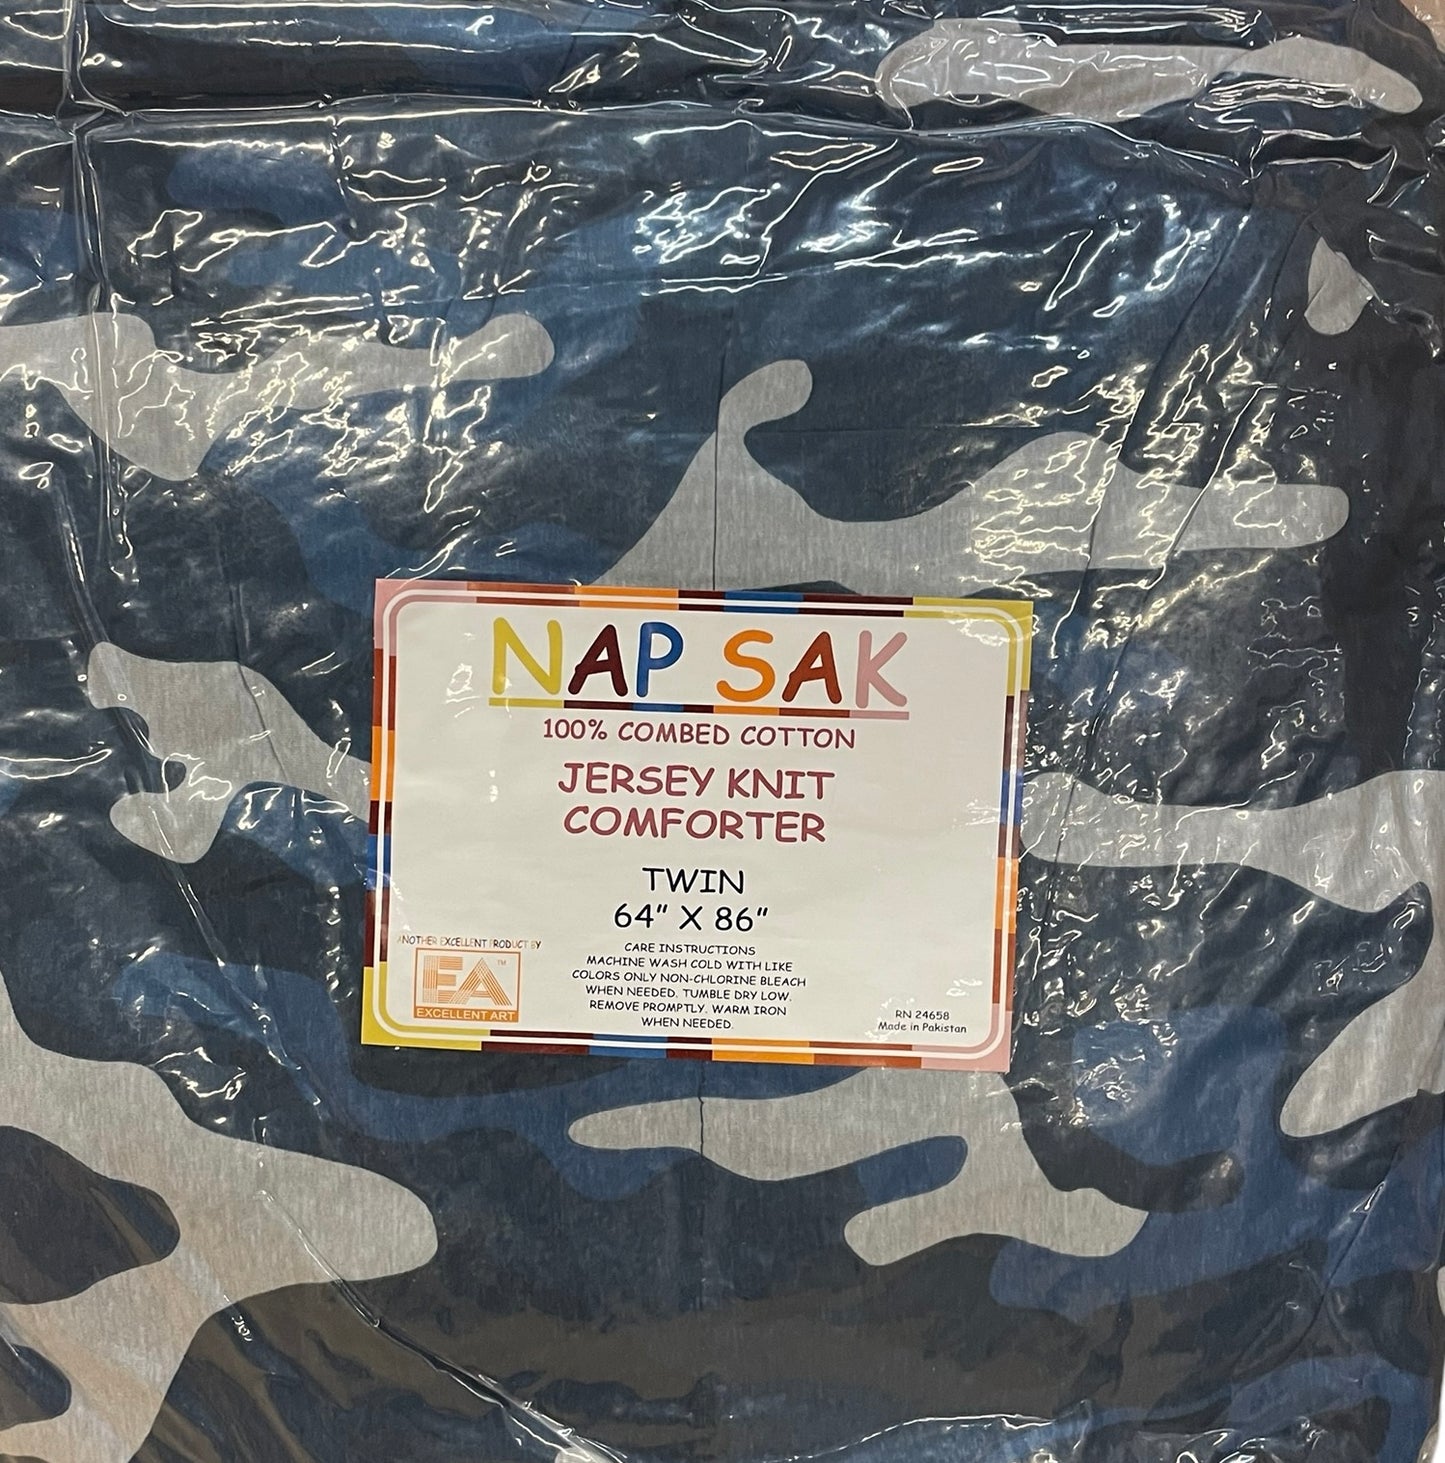 NAP SAK
100% COMBED COTTON
JERSEY KNIT
COMFORTER
TWIN
64" X 86"
CARE INSTRUCTIONS
MACHINE WASH COLD WITH LIKE
COLORS ONLY NON-CHLORINE BLEACH
WHEN NEEDED. TUMBLE DRY LOW.
REMOVE PROMPTLY. WARM IRON
WHEN NEEDED.
ANOTHER EXCELLENT PRODUCT BY
EA™
EXCELLENT ART
RN 24658
Made in Pakistan